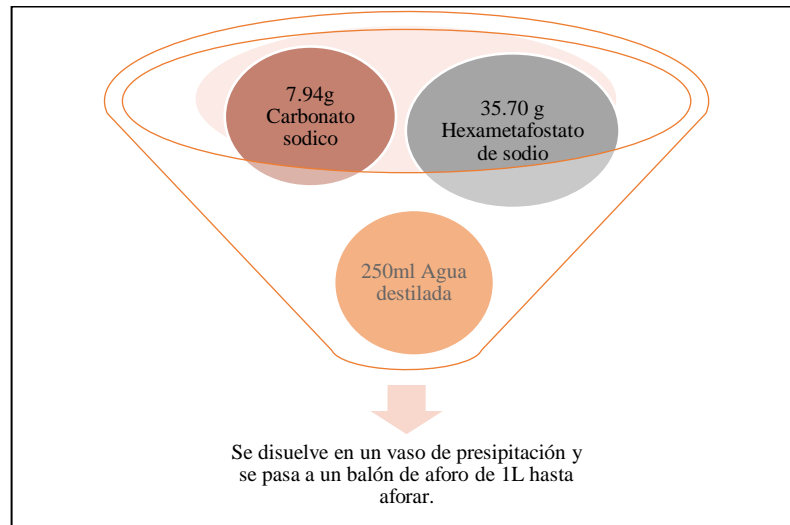 7.94g
Carbonato
sodico
35.70 g
Hexametafostato
de sodio
250ml Agua
destilada
Se disuelve en un vaso de presipitación y
se pasa a un balón de aforo de 1L hasta
aforar.